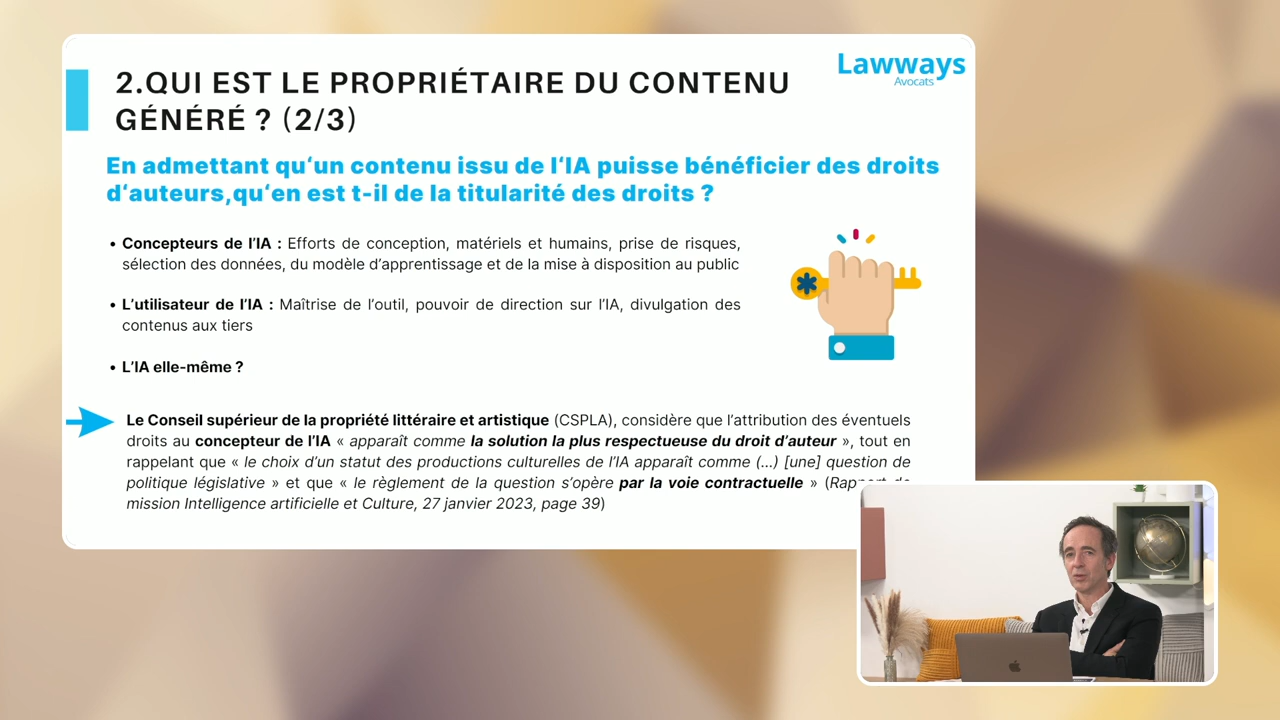 2.QUI EST LE PROPRIÉTAIRE DU CONTENU
GÉNÉRÉ ? (2/3)
Lawways
Avocats
En admettant qu‘un contenu issu de l‘IA puisse bénéficier des droits
d‘auteurs,qu‘en est t-il de la titularité des droits ?
• Concepteurs de l’IA : Efforts de conception, matériels et humains, prise de risques,
sélection des données, du modèle d’apprentissage et de la mise à disposition au public
• L’utilisateur de l’IA : Maîtrise de l’outil, pouvoir de direction sur l’IA, divulgation des
contenus aux tiers
• L’IA elle-même ?
Le Conseil supérieur de la propriété littéraire et artistique (CSPLA), considère que l’attribution des éventuels
droits au concepteur de l’IA « apparaît comme la solution la plus respectueuse du droit d’auteur », tout en
rappelant que « le choix d’un statut des productions culturelles de l’IA apparaît comme (...) [une] question de
politique législative » et que « le règlement de la question s’opère par la voie contractuelle » (Rapport de
mission Intelligence artificielle et Culture, 27 janvier 2023, page 39)